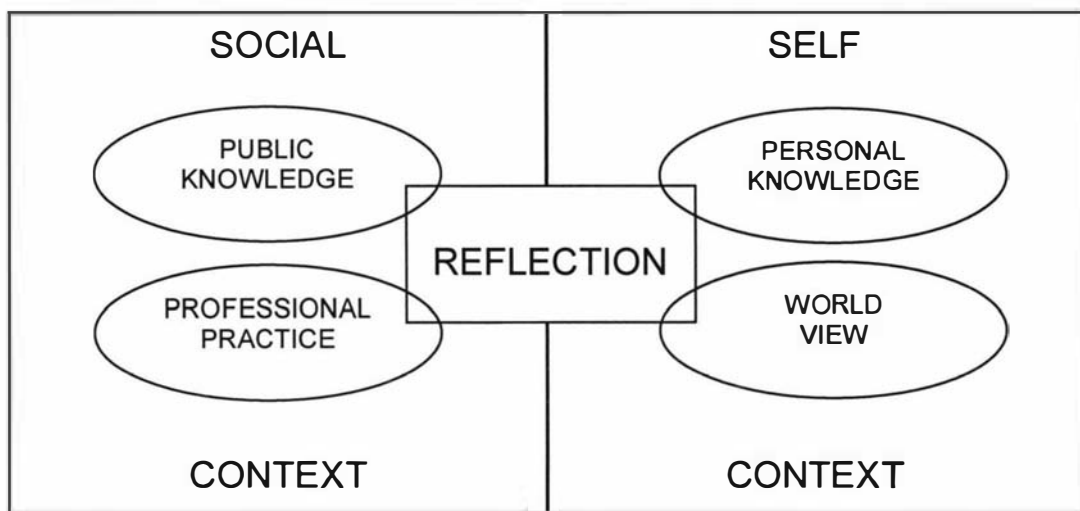 SOCIAL
SELF
PUBLIC
KNOWLEDGE
PERSONAL
KNOWLEDGE
REFLECTION
PROFESSIONAL
PRACTICE
WORLD
VIEW
CONTEXT
CONTEXT